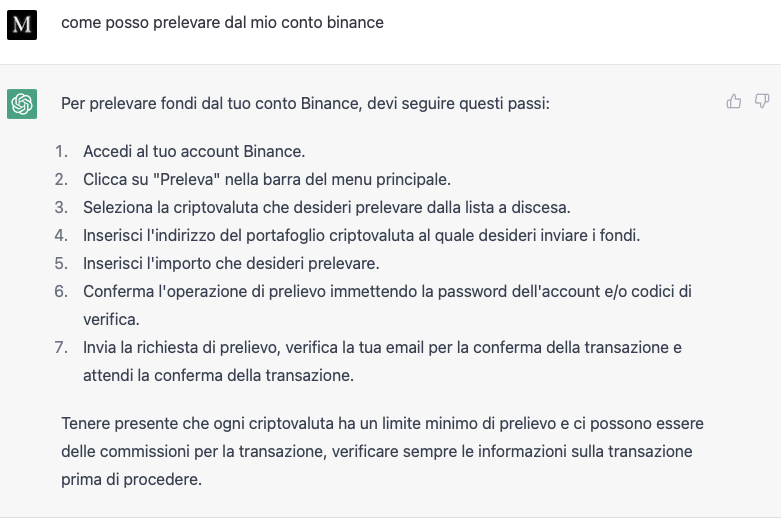 M
come posso prelevare dal mio conto binance
Per prelevare fondi dal tuo conto Binance, devi seguire questi passi:
1. Accedi al tuo account Binance.
2. Clicca su "Preleva" nella barra del menu principale.
3. Seleziona la criptovaluta che desideri prelevare dalla lista a discesa.
4. Inserisci l'indirizzo del portafoglio criptovaluta al quale desideri inviare i fondi.
5. Inserisci l'importo che desideri prelevare.
6. Conferma l'operazione di prelievo immettendo la password dell'account e/o codici di
verifica.
7. Invia la richiesta di prelievo, verifica la tua email per la conferma della transazione e
attendi la conferma della transazione.
Tenere presente che ogni criptovaluta ha un limite minimo di prelievo e ci possono essere
delle commissioni per la transazione, verificare sempre le informazioni sulla transazione
prima di procedere.